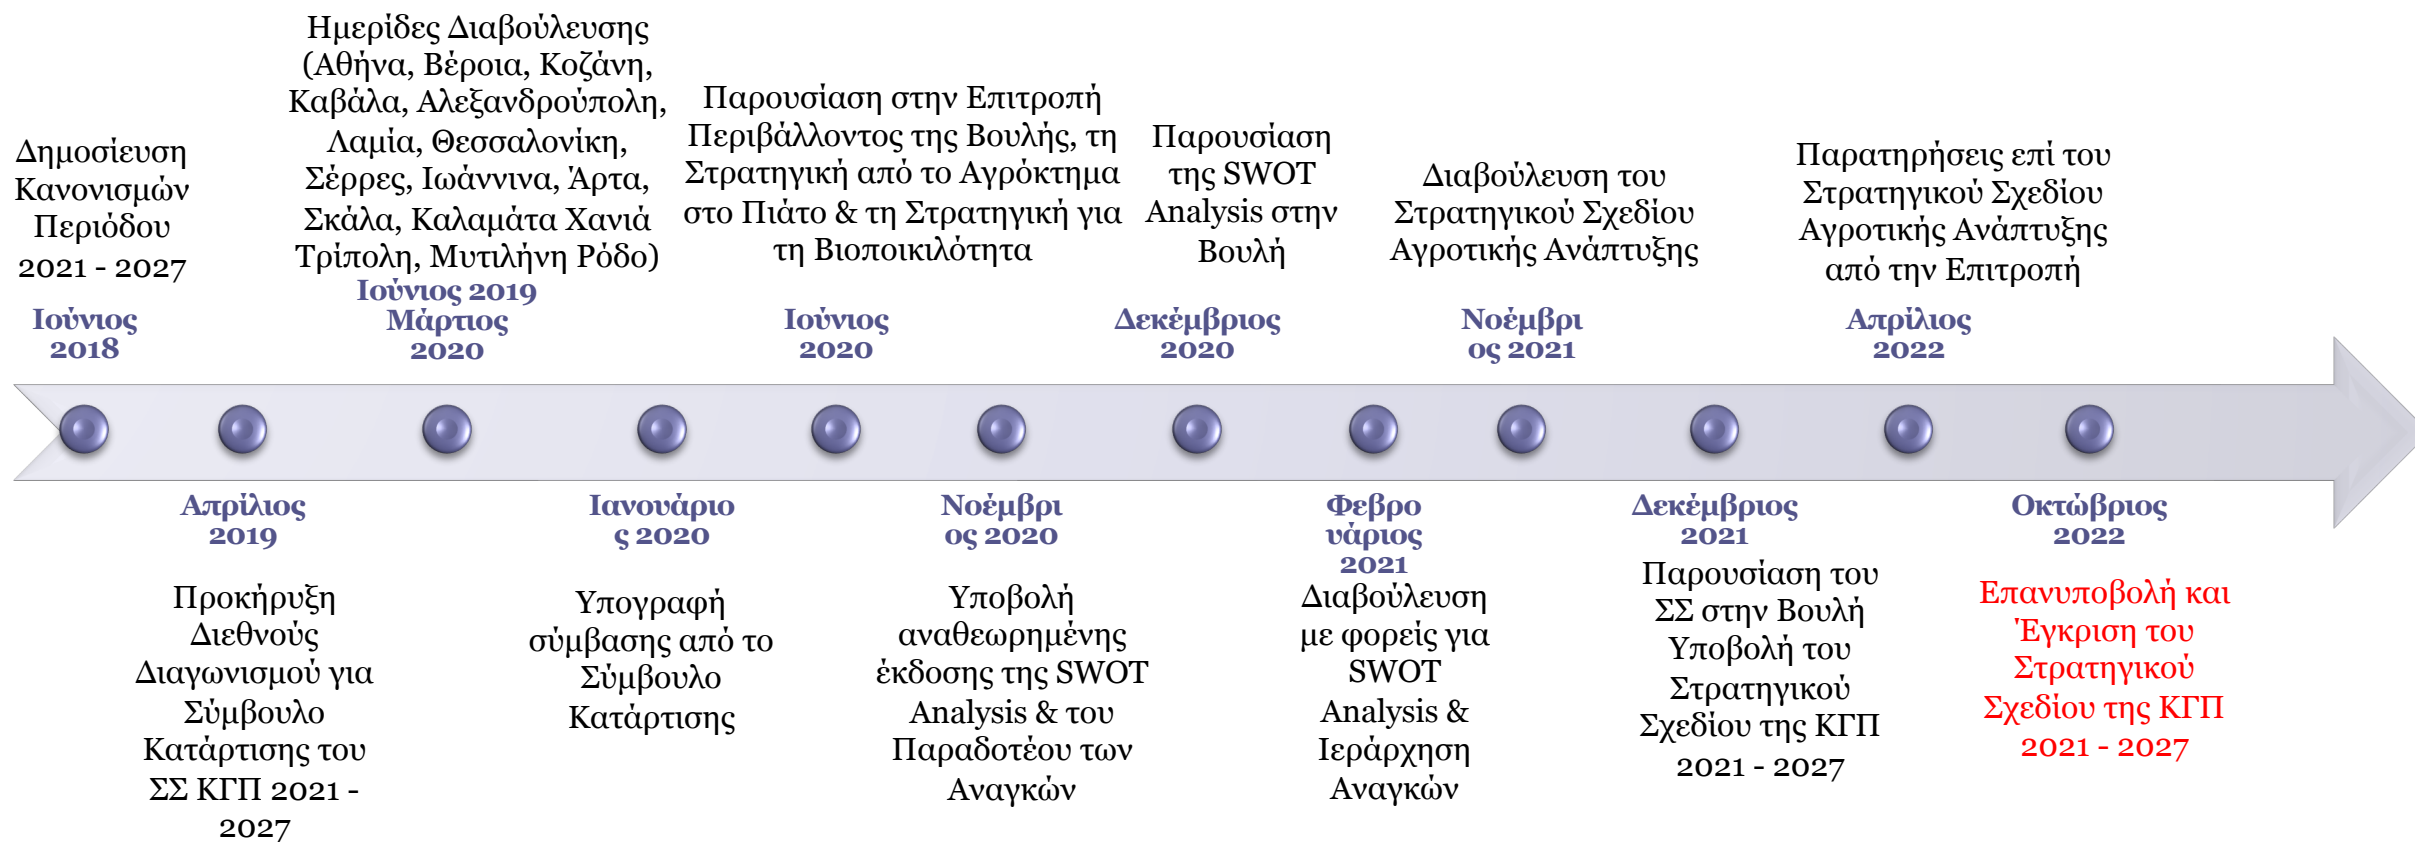 Δημοσίευση
Κανονισμών
Περιόδου
2021 - 2027
Ιούνιος
2018
Απρίλιος
2019
Προκήρυξη
Διεθνούς
Διαγωνισμού για
Σύμβουλο
Κατάρτισης του
ΣΣ ΚΓΠ 2021 -
2027
Ημερίδες Διαβούλευσης
(Αθήνα, Βέροια, Κοζάνη,
Καβάλα, Αλεξανδρούπολη,
Λαμία, Θεσσαλονίκη,
Σέρρες, Ιωάννινα, Άρτα,
Σκάλα, Καλαμάτα Χανιά
Τρίπολη, Μυτιλήνη Ρόδο)
Ιούνιος 2019
Μάρτιος
2020
Ιανουάριο
ς 2020
Υπογραφή
σύμβασης από το
Σύμβουλο
Κατάρτισης
Παρουσίαση στην Επιτροπή
Περιβάλλοντος της Βουλής, τη
Στρατηγική από το Αγρόκτημα
στο Πιάτο & τη Στρατηγική για
τη Βιοποικιλότητα
Ιούνιος
2020
Νοέμβρι
ος 2020
Υποβολή
αναθεωρημένης
έκδοσης της SWOT
Analysis & του
Παραδοτέου των
Αναγκών
Παρουσίαση
της SWOT
Analysis στην
Βουλή
Δεκέμβριος
2020
Φεβρο
υάριος
2021
Διαβούλευση
με φορείς για
SWOT
Analysis &
Ιεράρχηση
Αναγκών
Διαβούλευση του
Στρατηγικού Σχεδίου
Αγροτικής Ανάπτυξης
Νοέμβρι
ος 2021
Δεκέμβριος
2021
Παρουσίαση του
ΣΣ στην Βουλή
Υποβολή του
Στρατηγικού
Σχεδίου της ΚΓΠ
2021 - 2027
Παρατηρήσεις επί του
Στρατηγικού Σχεδίου
Αγροτικής Ανάπτυξης
από την Επιτροπή
Απρίλιος
2022
Οκτώβριος
2022
Επανυποβολή και
Έγκριση του
Στρατηγικού
Σχεδίου της ΚΓΠ
2021 - 2027